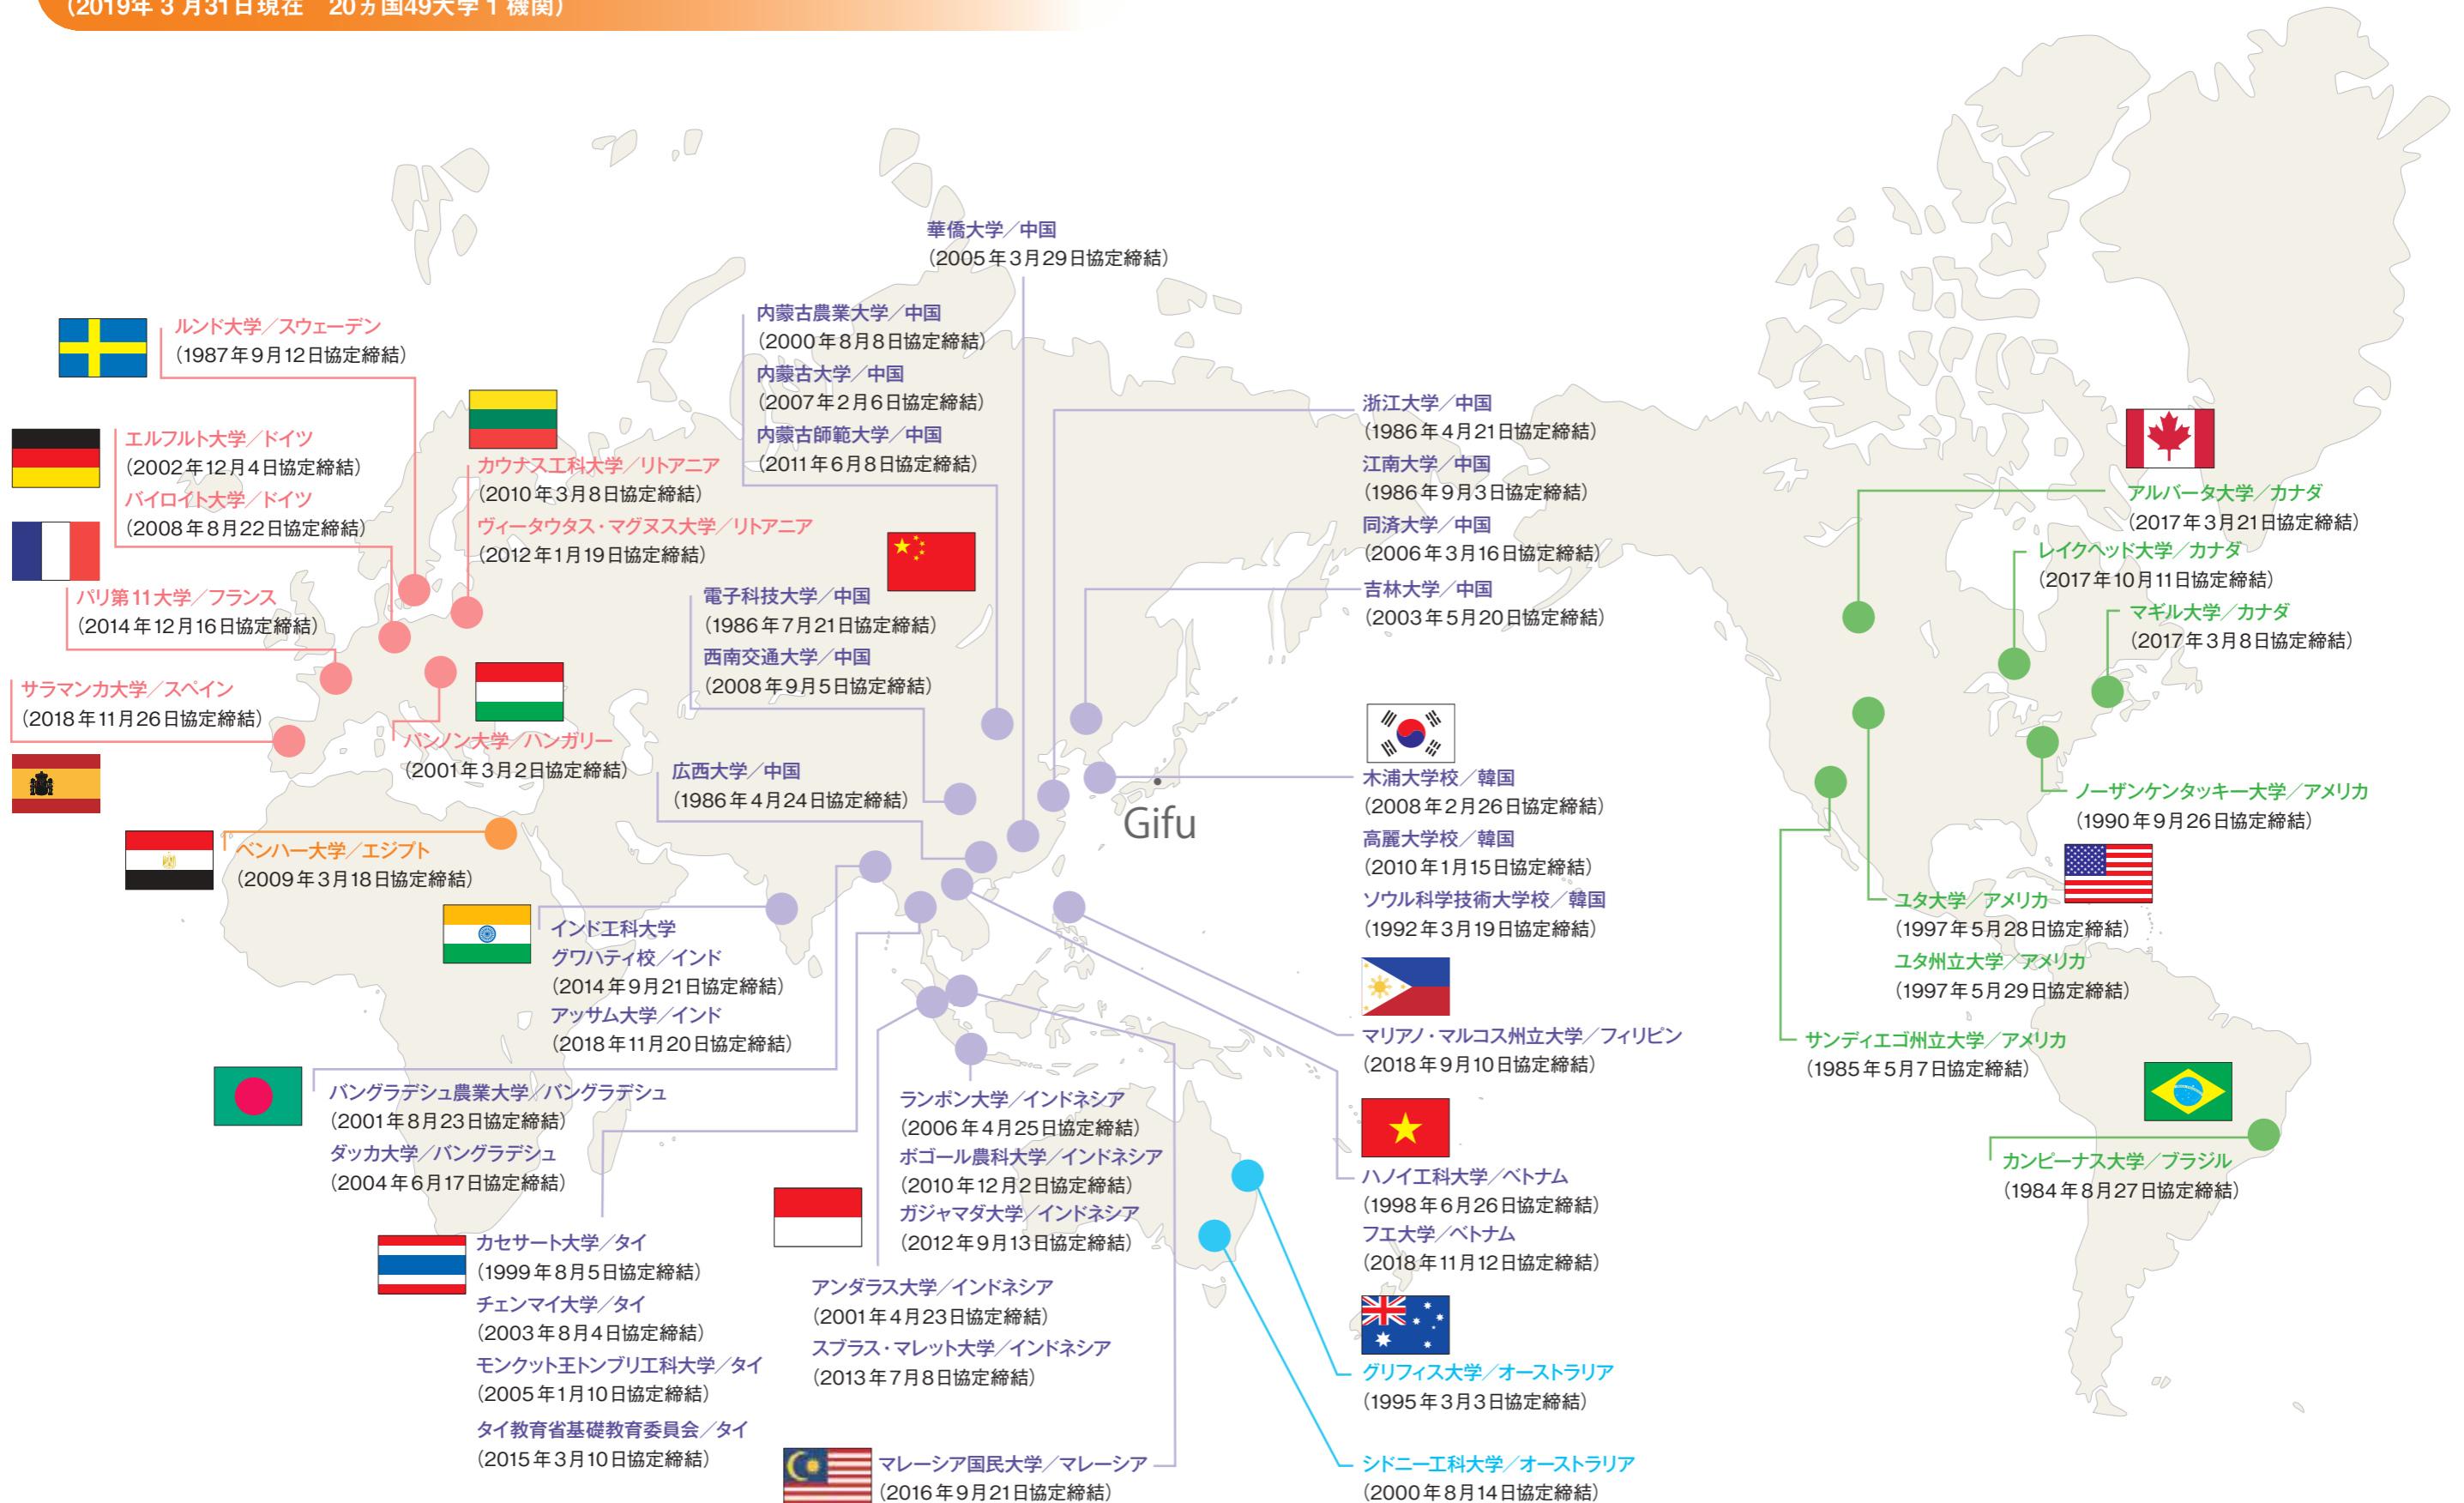 (2019年3月31日現在　20ヵ国49大学1機関)
華僑大学／中国
(2005年3月29日協定締結)
内蒙古農業大学／中国
(2000年8月8日協定締結)
内蒙古大学／中国
(2007年2月6日協定締結)
内蒙古師範大学／中国
(2011年6月8日協定締結)
ルンド大学／スウェーデン
(1987年9月12日協定締結)
エルフルト大学／ドイツ
(2002年12月4日協定締結)
バイロイト大学／ドイツ
(2008年8月22日協定締結)
カウナス工科大学／リトアニア
(2010年3月8日協定締結)
ヴィータウタス・マグヌス大学／リトアニア
(2012年1月19日協定締結)
パリ第11大学／フランス
(2014年12月16日協定締結)
サラマンカ大学／スペイン
(2018年11月26日協定締結)
パンノン大学／ハンガリー
(2001年3月2日協定締結)
電子科技大学／中国
(1986年7月21日協定締結)
西南交通大学／中国
(2008年9月5日協定締結)
広西大学／中国
(1986年4月24日協定締結)
浙江大学／中国
(1986年4月21日協定締結)
江南大学／中国
(1986年9月3日協定締結)
同済大学／中国
(2006年3月16日協定締結)
吉林大学／中国
(2003年5月20日協定締結)
木浦大学校／韓国
(2008年2月26日協定締結)
高麗大学校／韓国
(2010年1月15日協定締結)
ソウル科学技術大学校／韓国
(1992年3月19日協定締結)
Gifu
アルバータ大学／カナダ
(2017年3月21日協定締結)
レイクヘッド大学／カナダ
(2017年10月11日協定締結)
マギル大学／カナダ
(2017年3月8日協定締結)
ノーザンケンタッキー大学／アメリカ
(1990年9月26日協定締結)
ユタ大学／アメリカ
(1997年5月28日協定締結)
ユタ州立大学／アメリカ
(1997年5月29日協定締結)
サンディエゴ州立大学／アメリカ
(1985年5月7日協定締結)
カンピーナス大学／ブラジル
(1984年8月27日協定締結)
ベンハー大学／エジプト
(2009年3月18日協定締結)
インド工科大学
グワハティ校／インド
(2014年9月21日協定締結)
アッサム大学／インド
(2018年11月20日協定締結)
バングラデシュ農業大学／バングラデシュ
(2001年8月23日協定締結)
ダッカ大学／バングラデシュ
(2004年6月17日協定締結)
カセサート大学／タイ
(1999年8月5日協定締結)
チェンマイ大学／タイ
(2003年8月4日協定締結)
モンクット王トンブリ工科大学／タイ
(2005年1月10日協定締結)
タイ教育省基礎教育委員会／タイ
(2015年3月10日協定締結)
ランポン大学／インドネシア
(2006年4月25日協定締結)
ボゴール農科大学／インドネシア
(2010年12月2日協定締結)
ガジャマダ大学／インドネシア
(2012年9月13日協定締結)
アンダラス大学／インドネシア
(2001年4月23日協定締結)
スブラス・マレット大学／インドネシア
(2013年7月8日協定締結)
マレーシア国民大学／マレーシア
(2016年9月21日協定締結)
マリアノ・マルコス州立大学／フィリピン
(2018年9月10日協定締結)
ハノイ工科大学／ベトナム
(1998年6月26日協定締結)
フエ大学／ベトナム
(2018年11月12日協定締結)
グリフィス大学／オーストラリア
(1995年3月3日協定締結)
シドニー工科大学／オーストラリア
(2000年8月14日協定締結)